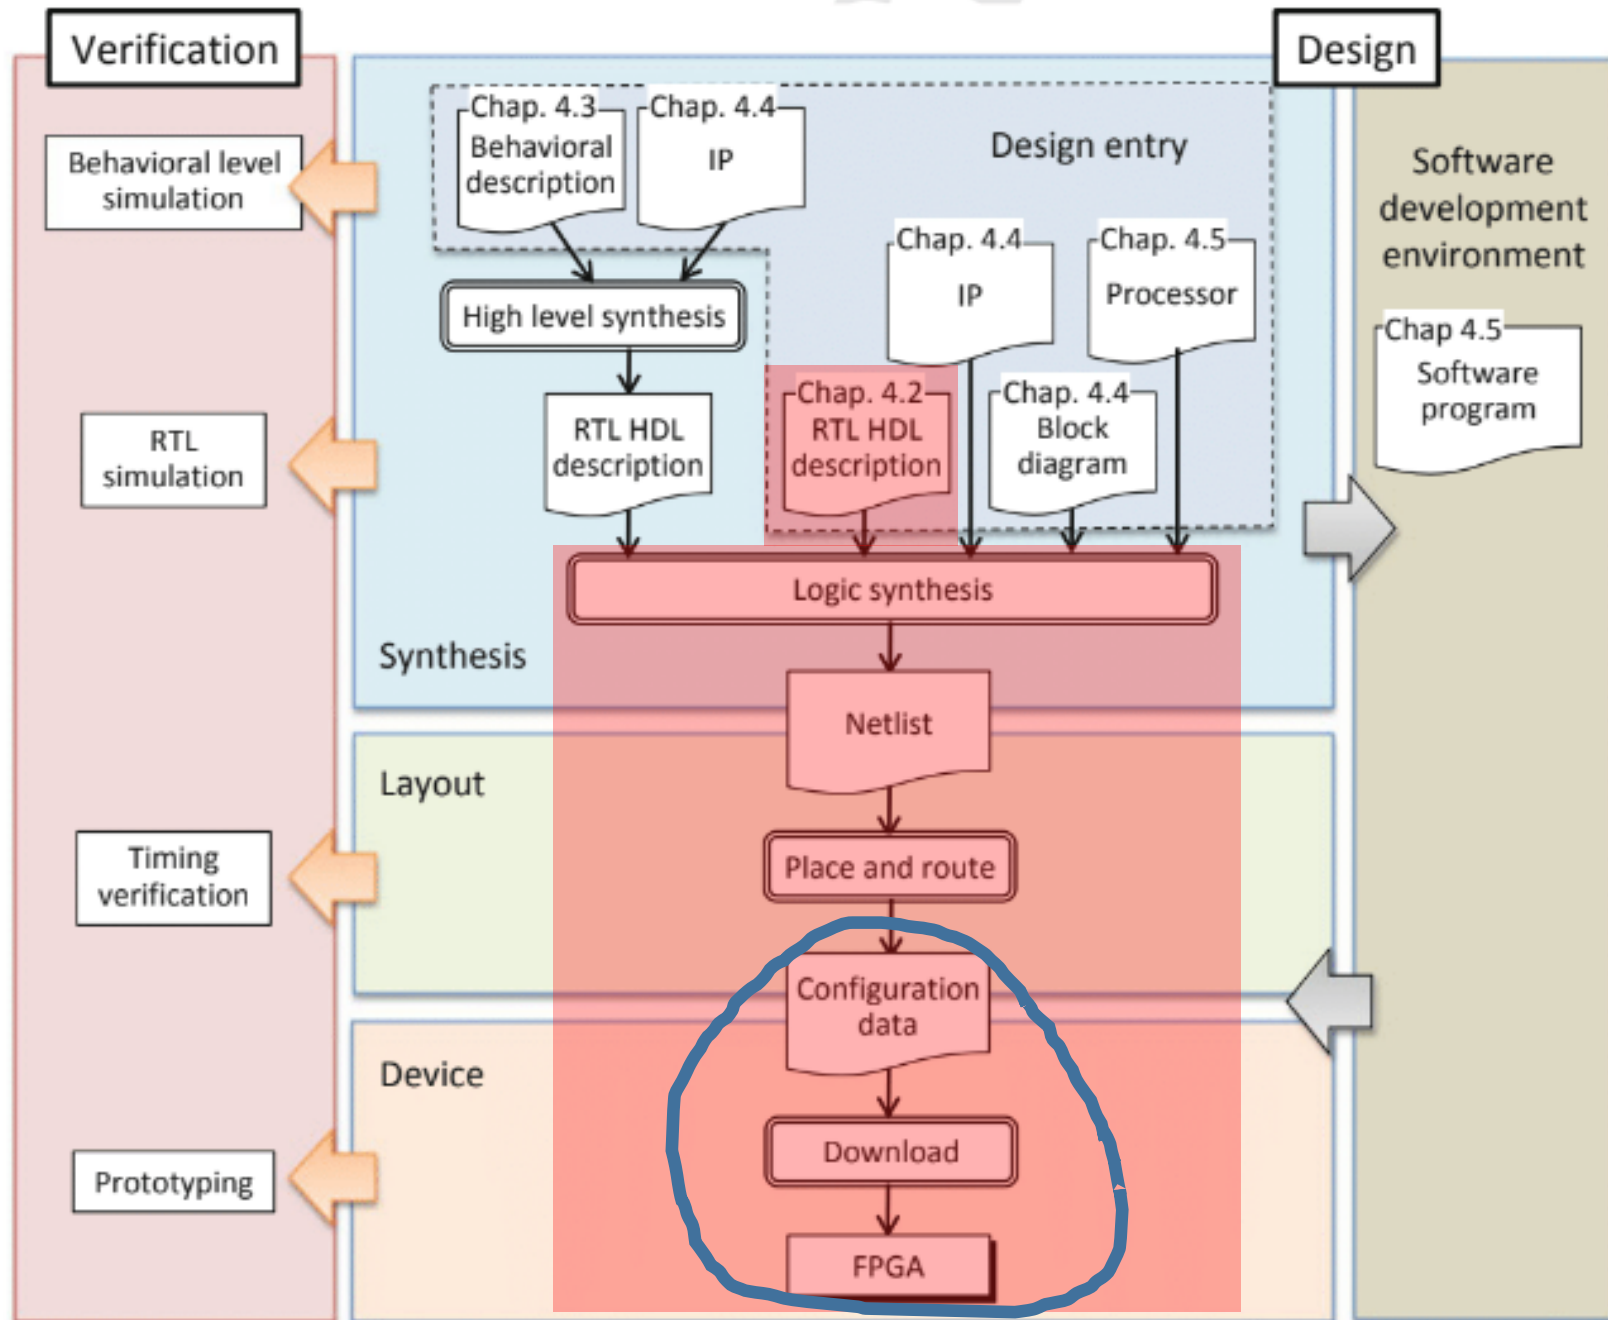 Verification
Design
Behavioral level
simulation
RTL
simulation
Timing
verification
Prototyping
Chap. 4.3
Behavioral
description
Chap. 4.4
IP
Design entry
High level synthesis
RTL HDL
description
Chap. 4.4
IP
Chap. 4.5
Processor
Chap. 4.2
RTL HDL
description
Chap. 4.4
Block
diagram
Logic synthesis
Synthesis
Netlist
Layout
Place and route
Configuration
data
Device
Download
FPGA
Software
development
environment
Chap 4.5
Software
program